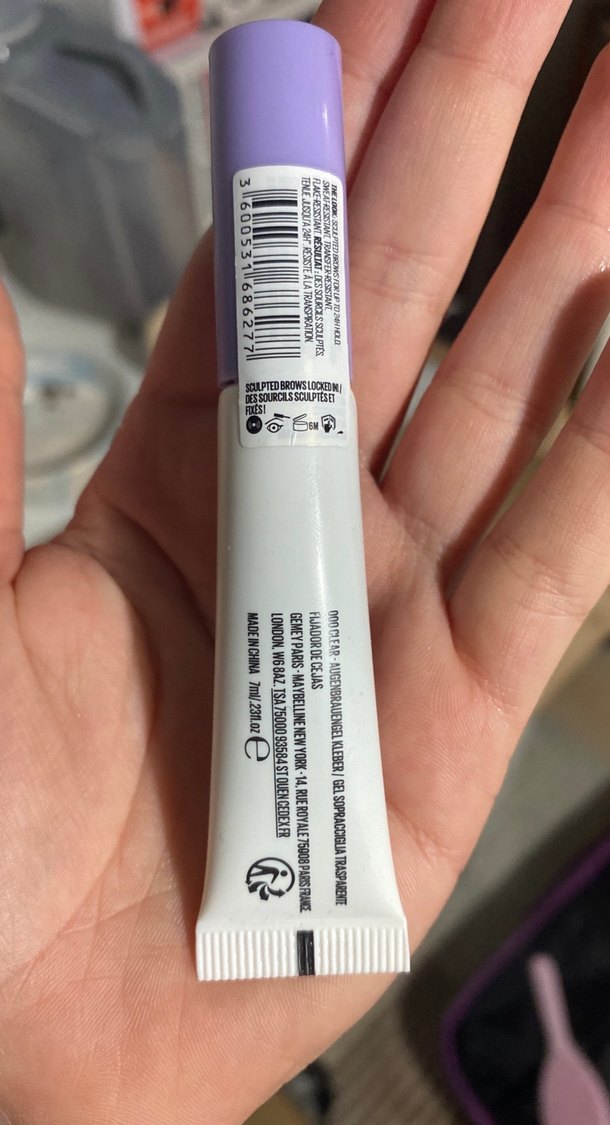 THE LOOK: SCULPTED BROWS FOR UP TO 24H HOLD.
SWEAT-RESISTANT. TRANSFER-RESISTANT.
FLAKE-RESISTANT. RÉSULTAT : DES SOURCILS SCULPTÉS,
TENUE JUSQU'À 24H*. RÉSISTE À LA TRANSPIRATION.
3 600531 686277
SCULPTED BROWS LOCKED IN! /
DES SOURCILS SCULPTÉS ET
FIXÉS !
6M
000 CLEAR - AUGENBRAUENGEL KLEBER / GEL SOPRACCIGLIA TRASPARENTE
FIJADOR DE CEJAS
GEMEY PARIS - MAYBELLINE NEW YORK - 14, RUE ROYALE 75008 PARIS FRANCE
LONDON, W6 8AZ. TSA 75000 93584 ST OUEN CEDEX FR
MADE IN CHINA 7ml/.23fl.oz ℮